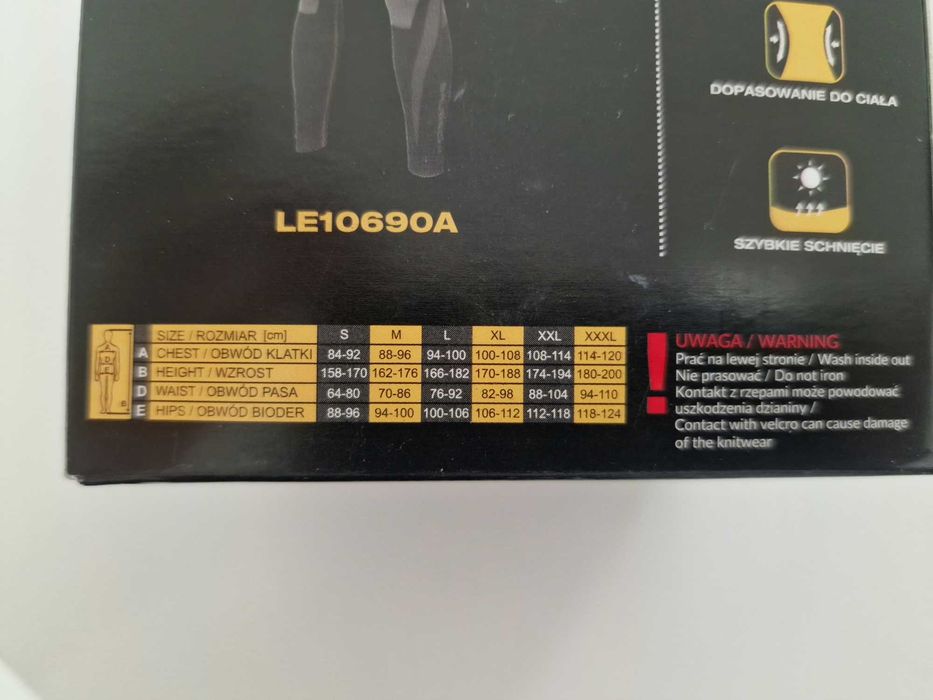 DOPASOWANIE DO CIAŁA
SZYBKIE SCHNIĘCIE
LE10690A
SIZE / ROZMIAR [cm] S M L XL XXL XXXL
A CHEST / OBWÓD KLATKI 84-92 88-96 94-100 100-108 108-114 114-120
B HEIGHT / WZROST 158-170 162-176 166-182 170-188 174-194 180-200
D WAIST / OBWÓD PASA 64-80 70-86 76-92 82-98 88-104 94-110
E HIPS / OBWÓD BIODER 88-96 94-100 100-106 106-112 112-118 118-124
UWAGA / WARNING
Prać na lewej stronie / Wash inside out
Nie prasować / Do not iron
Kontakt z rzepami może powodować
uszkodzenia dzianiny /
Contact with velcro can cause damage
of the knitwear